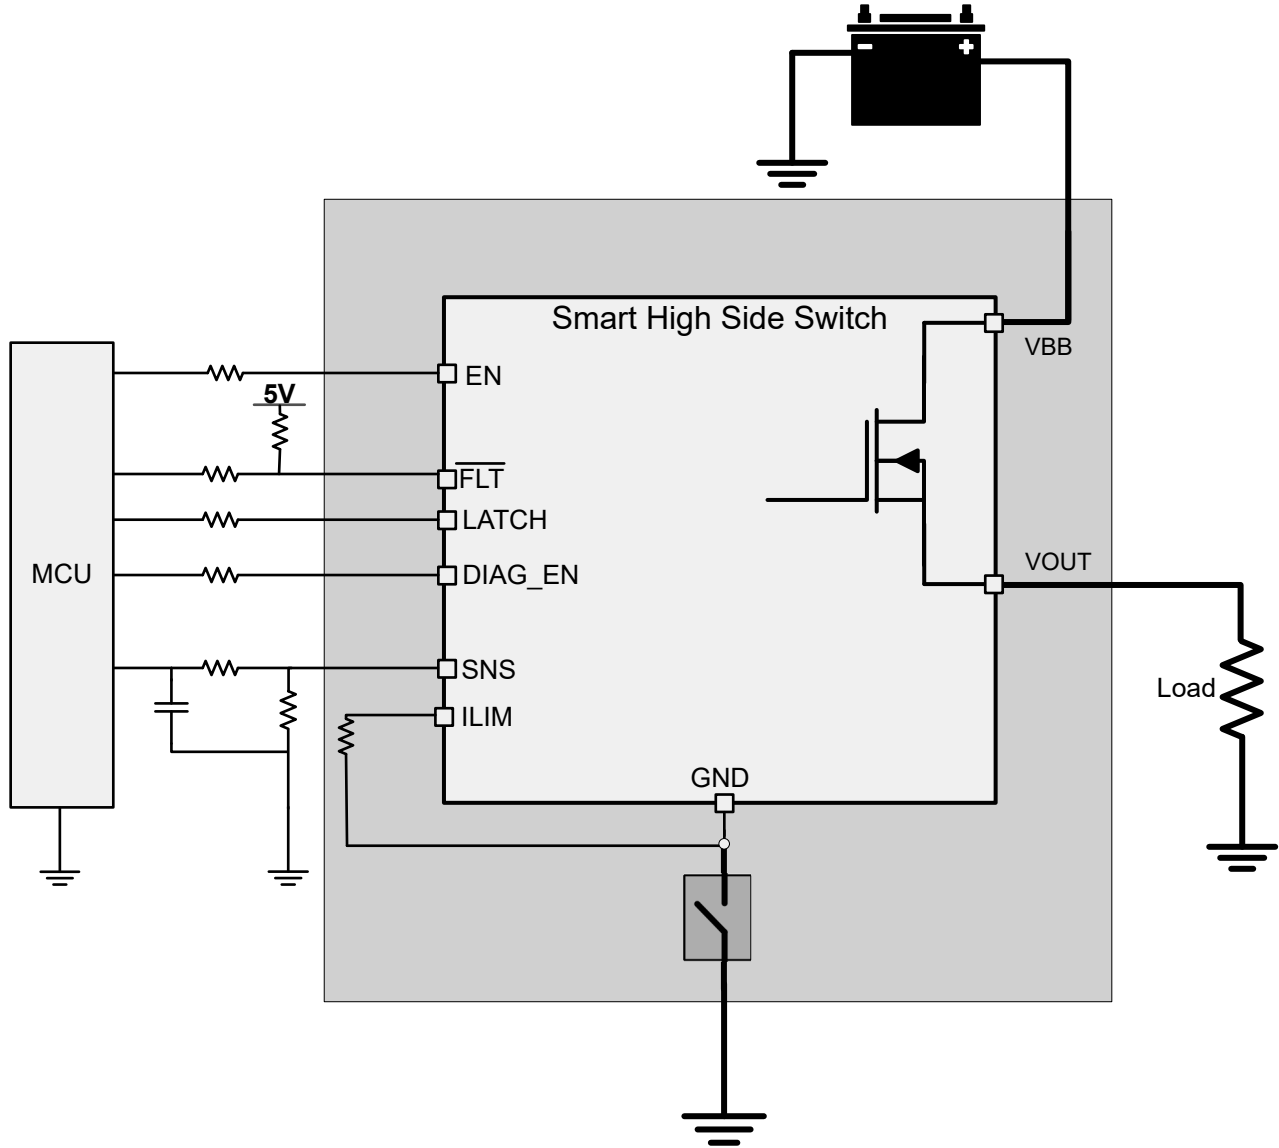 Smart High Side Switch
VBB
EN
5V
FLT
LATCH
VOUT
MCU
DIAG_EN
SNS
Load
ILIM
GND